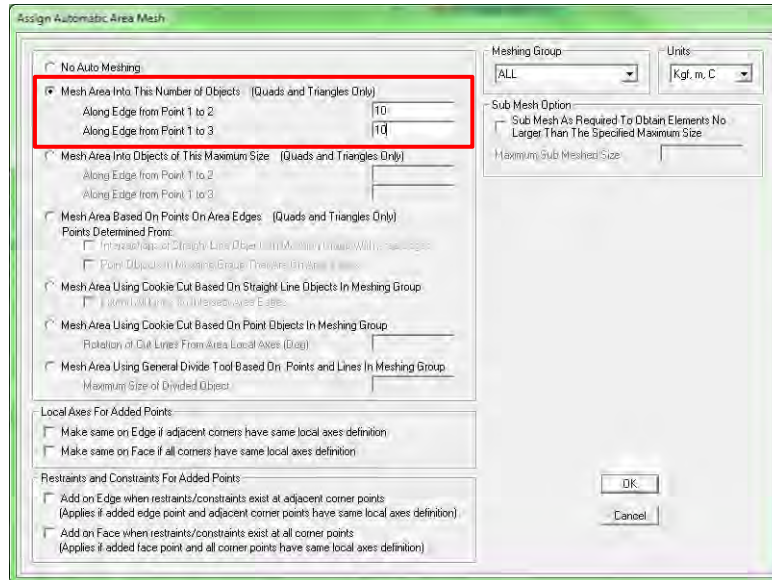 Assign Automatic Area Mesh
No Auto Meshing
Mesh Area Into This Number of Objects (Quads and Triangles Only)
Along Edge from Point 1 to 2 10
Along Edge from Point 1 to 3 10
Mesh Area Into Objects of This Maximum Size (Quads and Triangles Only)
Along Edge from Point 1 to 2
Along Edge from Point 1 to 3
Mesh Area Based On Points On Area Edges (Quads and Triangles Only)
Points Determined From:
Mesh Area Using Cookie Cut Based On Straight Line Objects In Meshing Group
Mesh Area Using Cookie Cut Based On Point Objects In Meshing Group
Rotation of Cut Lines From Area Local Axes (Deg)
Mesh Area Using General Divide Tool Based On Points and Lines In Meshing Group
Maximum Size of Divided Object
Local Axes For Added Points
Make same on Edge if adjacent corners have same local axes definition
Make same on Face if all corners have same local axes definition
Restraints and Constraints For Added Points
Add on Edge when restraints/constraints exist at adjacent corner points
(Applies if added edge point and adjacent corner points have same local axes definition)
Add on Face when restraints/constraints exist at all corner points
(Applies if added face point and all corner points have same local axes definition)
Meshing Group
ALL
Units
Kgf, m, C
Sub Mesh Option
Sub Mesh As Required To Obtain Elements No
Larger Than The Specified Maximum Size
Maximum Sub Meshed Size
OK
Cancel